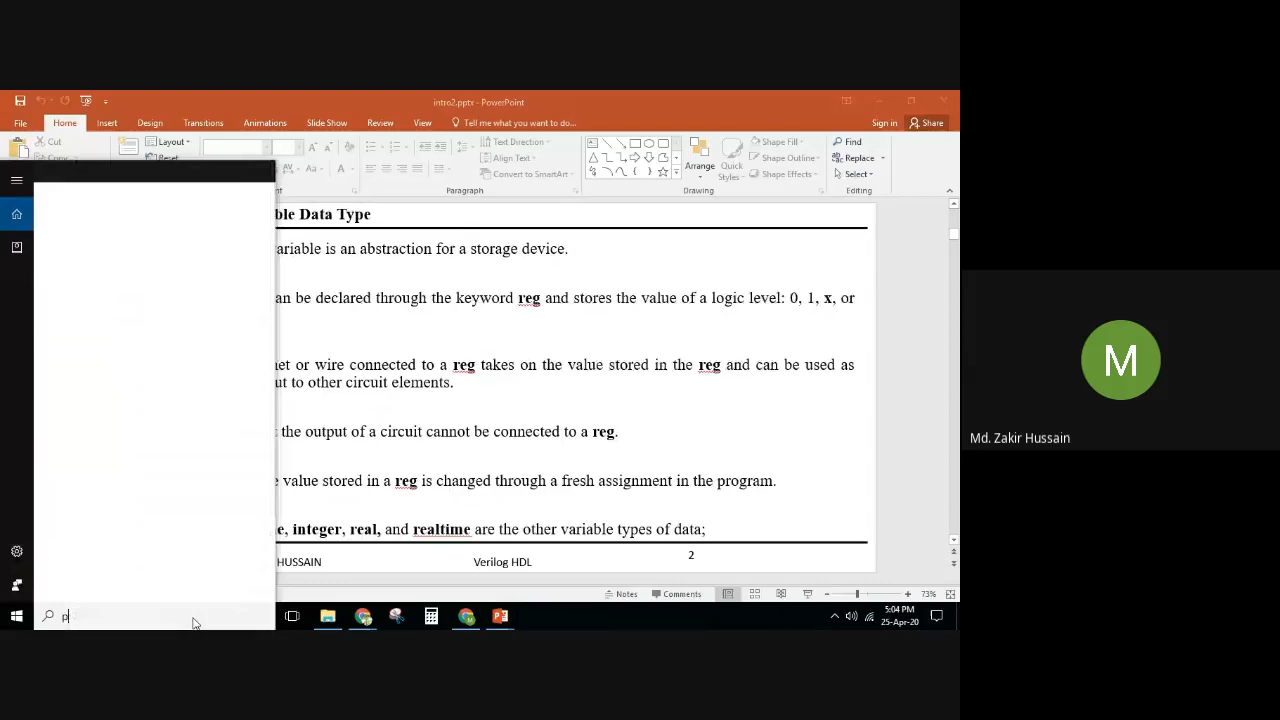 intro2.pptx - PowerPoint
File Home Insert Design Transitions Animations Slide Show Review View Tell me what you want to do... Sign in Share
Cut Layout Text Direction Shape Fill Find
Reset Align Text Arrange Quick Styles Shape Outline Replace
Aa A Convert to SmartArt Shape Effects Select
Paragraph Drawing Editing
ble Data Type
ariable is an abstraction for a storage device.
an be declared through the keyword reg and stores the value of a logic level: 0, 1, x, or
net or wire connected to a reg takes on the value stored in the reg and can be used as
ut to other circuit elements.
the output of a circuit cannot be connected to a reg.
e value stored in a reg is changed through a fresh assignment in the program.
e, integer, real, and realtime are the other variable types of data;
2
HUSSAIN Verilog HDL
Notes Comments 73%
p
5:04 PM
25-Apr-20
M
Md. Zakir Hussain